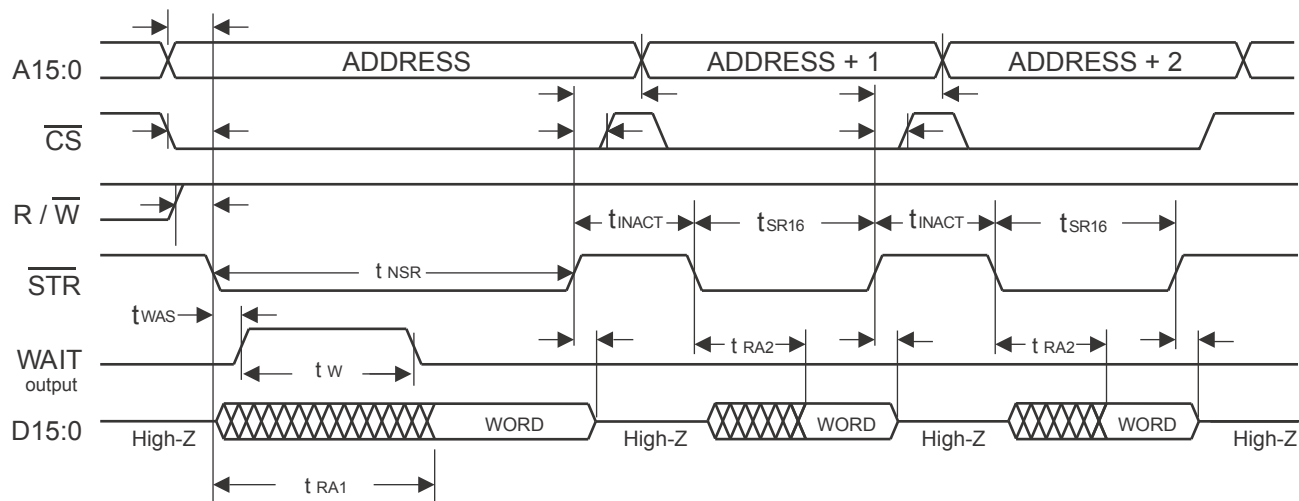 A15:0 ADDRESS ADDRESS + 1 ADDRESS + 2
CS
R / W
tINACT tSR16 tINACT tSR16
STR t NSR
tWAS
WAIT t W t RA2 t RA2
output
D15:0 WORD WORD WORD
High-Z High-Z High-Z High-Z
t RA1